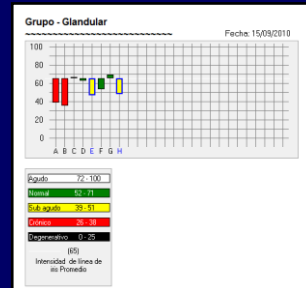 Grupo - Glandular
Fecha: 15/09/2010
100
80
60
40
20
0
A B C D E F G H
Agudo 72 - 100
Normal 52 - 71
Sub agudo 39 - 51
Crónico 26 - 38
Degenerativo 0 - 25
(65)
Intensidad de línea de
iris Promedio